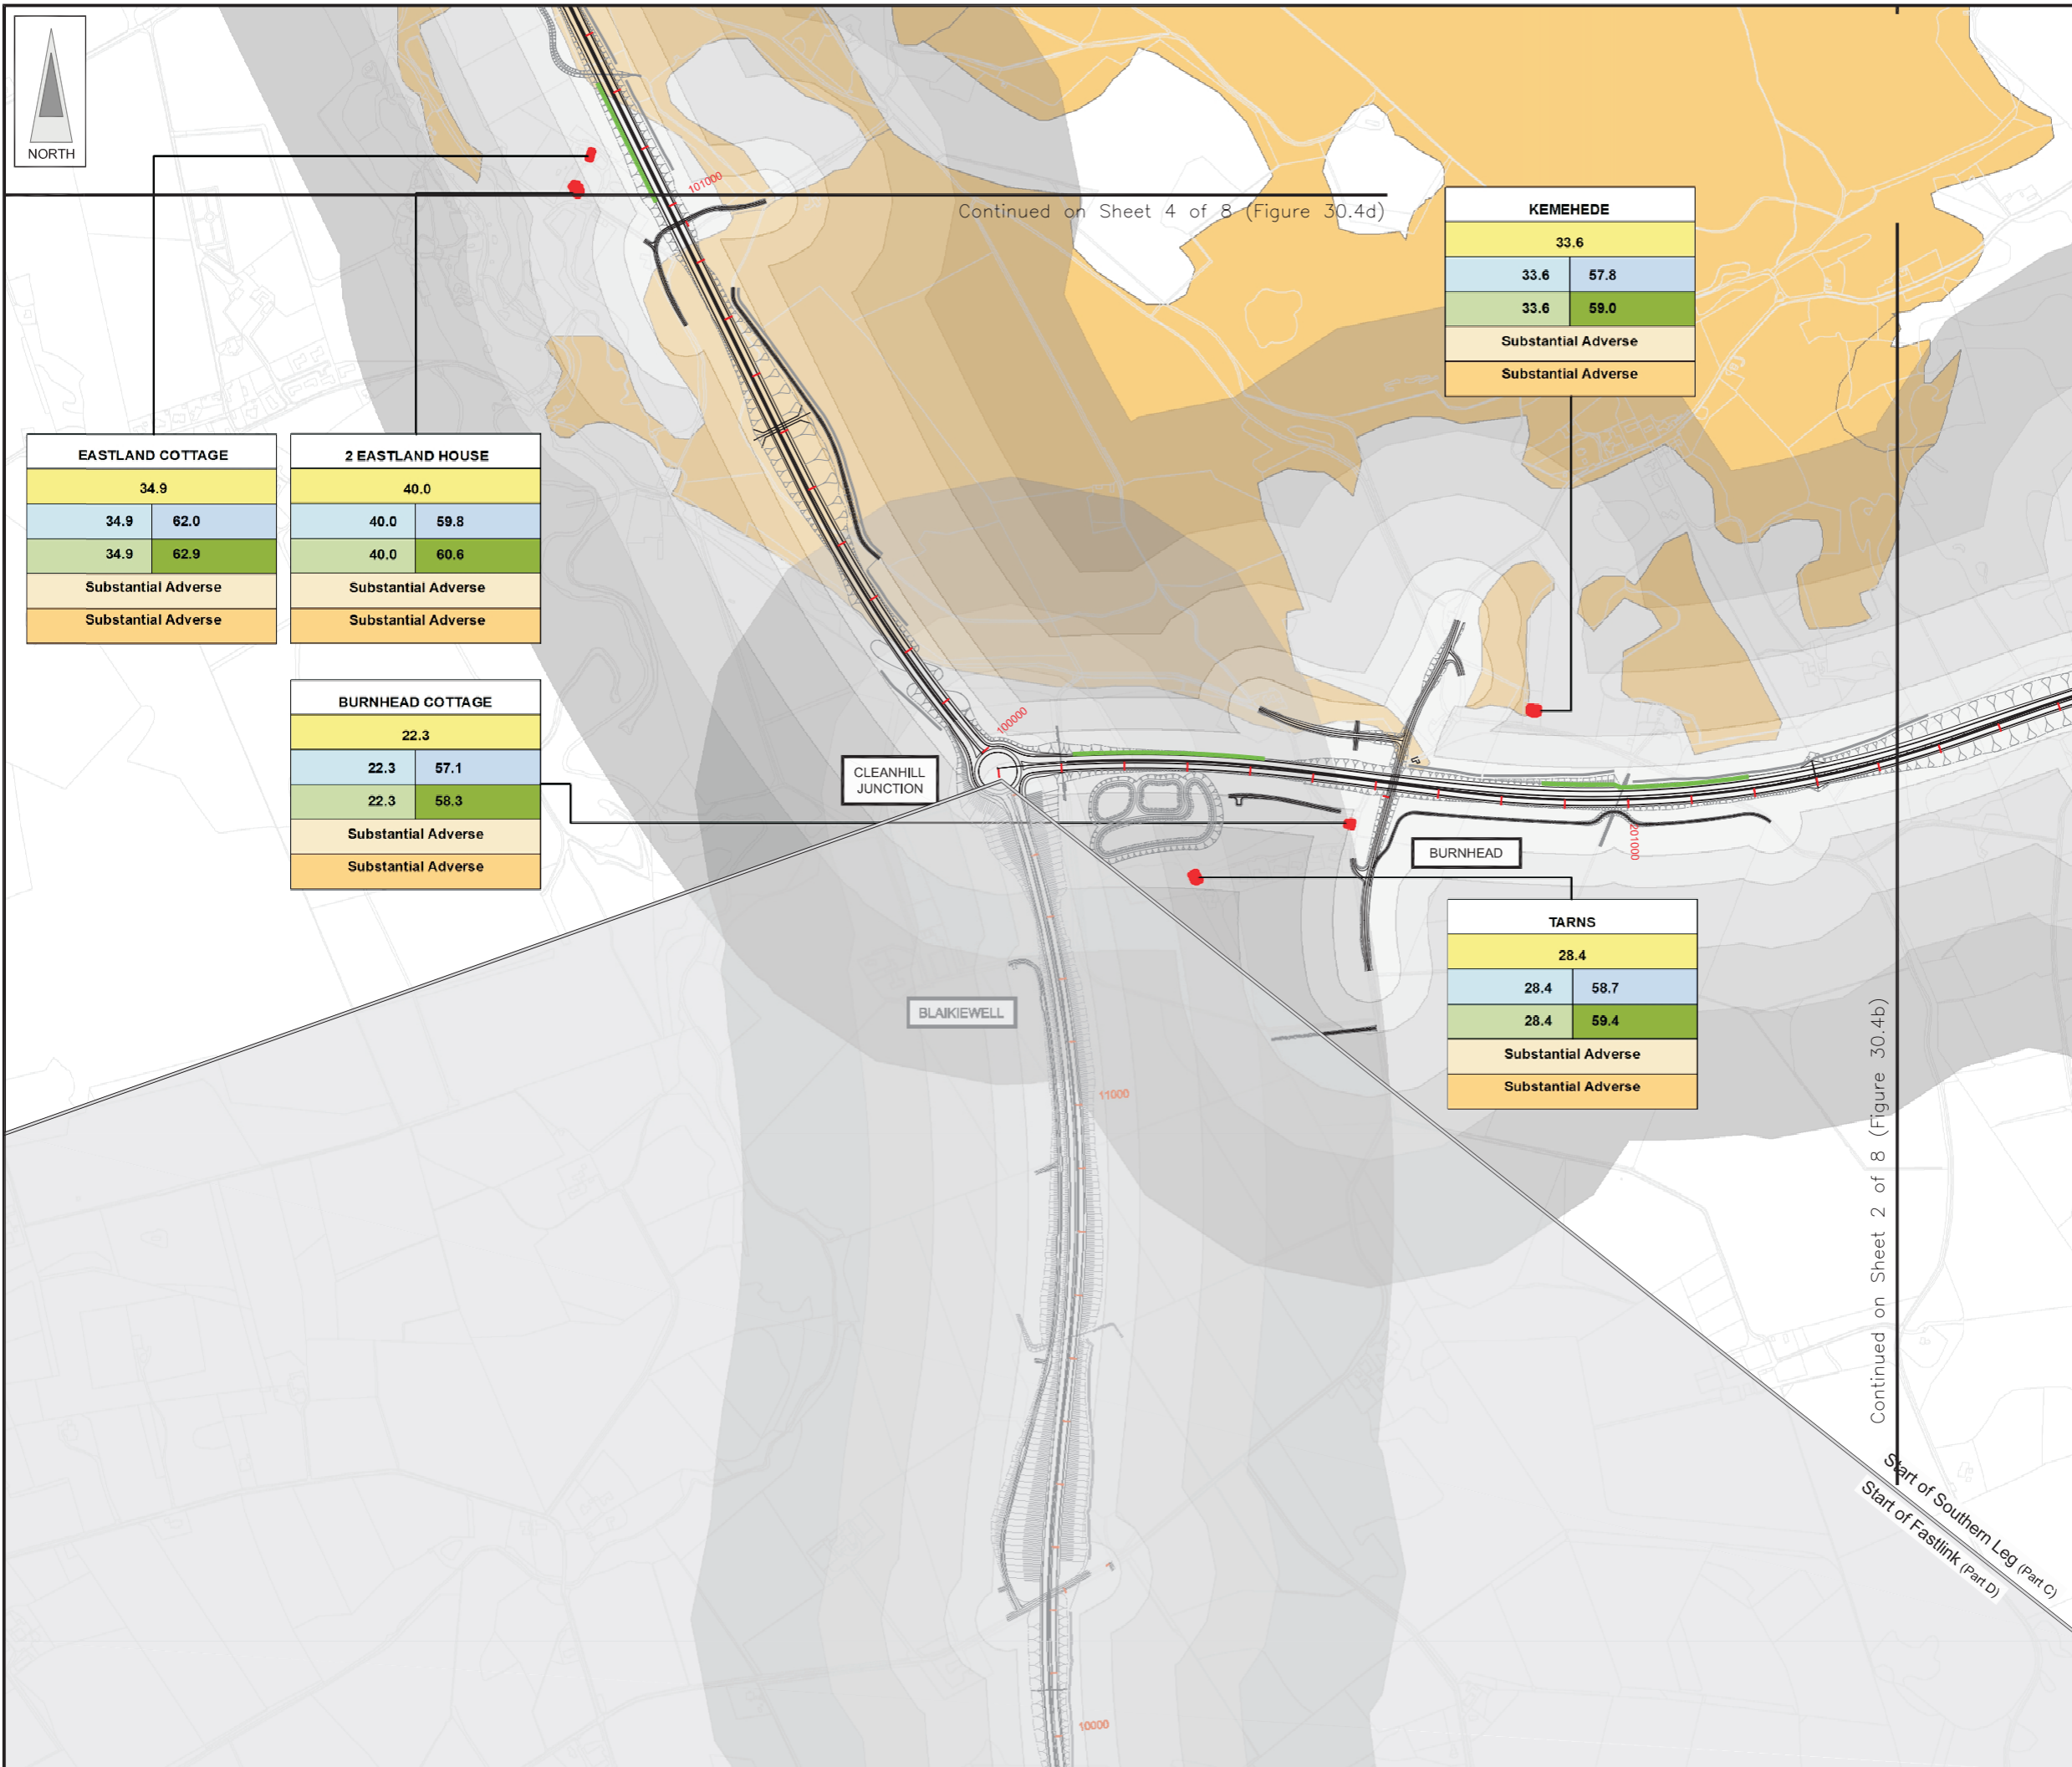 NORTH
101000
Continued on Sheet 4 of 8 (Figure 30.4d)
KEMEHEDE
33.6
33.6 57.8
33.6 59.0
Substantial Adverse
Substantial Adverse
EASTLAND COTTAGE
34.9
34.9 62.0
34.9 62.9
Substantial Adverse
Substantial Adverse
2 EASTLAND HOUSE
40.0
40.0 59.8
40.0 60.6
Substantial Adverse
Substantial Adverse
BURNHEAD COTTAGE
22.3
22.3 57.1
22.3 58.3
Substantial Adverse
Substantial Adverse
100000
CLEANHILL
JUNCTION
BURNHEAD
201000
TARNS
28.4
28.4 58.7
28.4 59.4
Substantial Adverse
Substantial Adverse
BLAIKIEWELL
11000
Continued on Sheet 2 of 8 (Figure 30.4b)
Start of Southern Leg (Part C)
Start of Fastlink (Part D)
10000